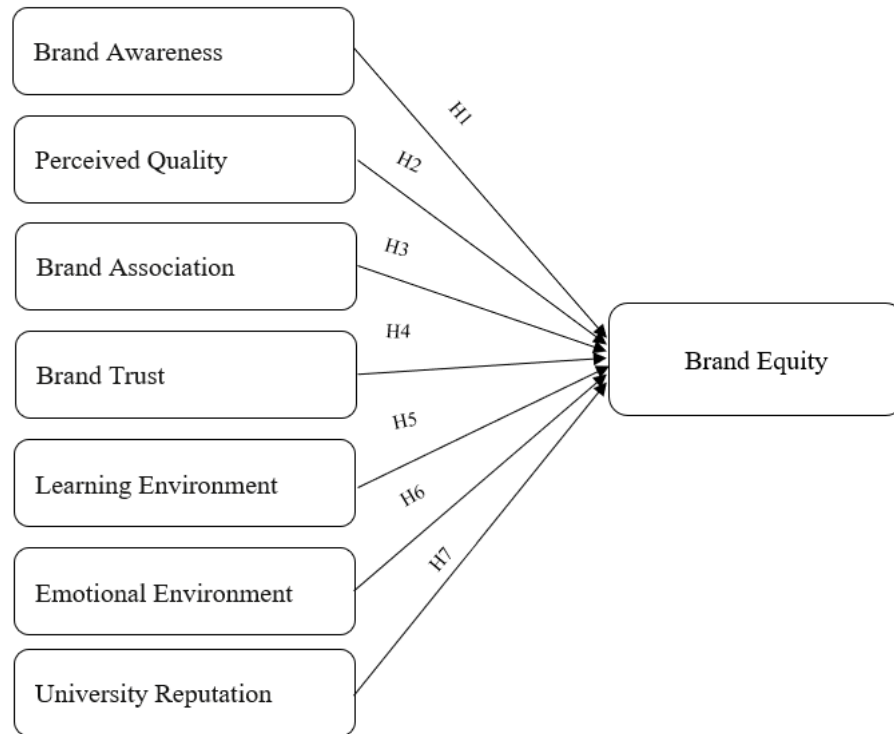 Brand Awareness
H1
Perceived Quality
H2
Brand Association
H3
Brand Trust
H4
Brand Equity
Learning Environment
H5
Emotional Environment
H6
University Reputation
H7